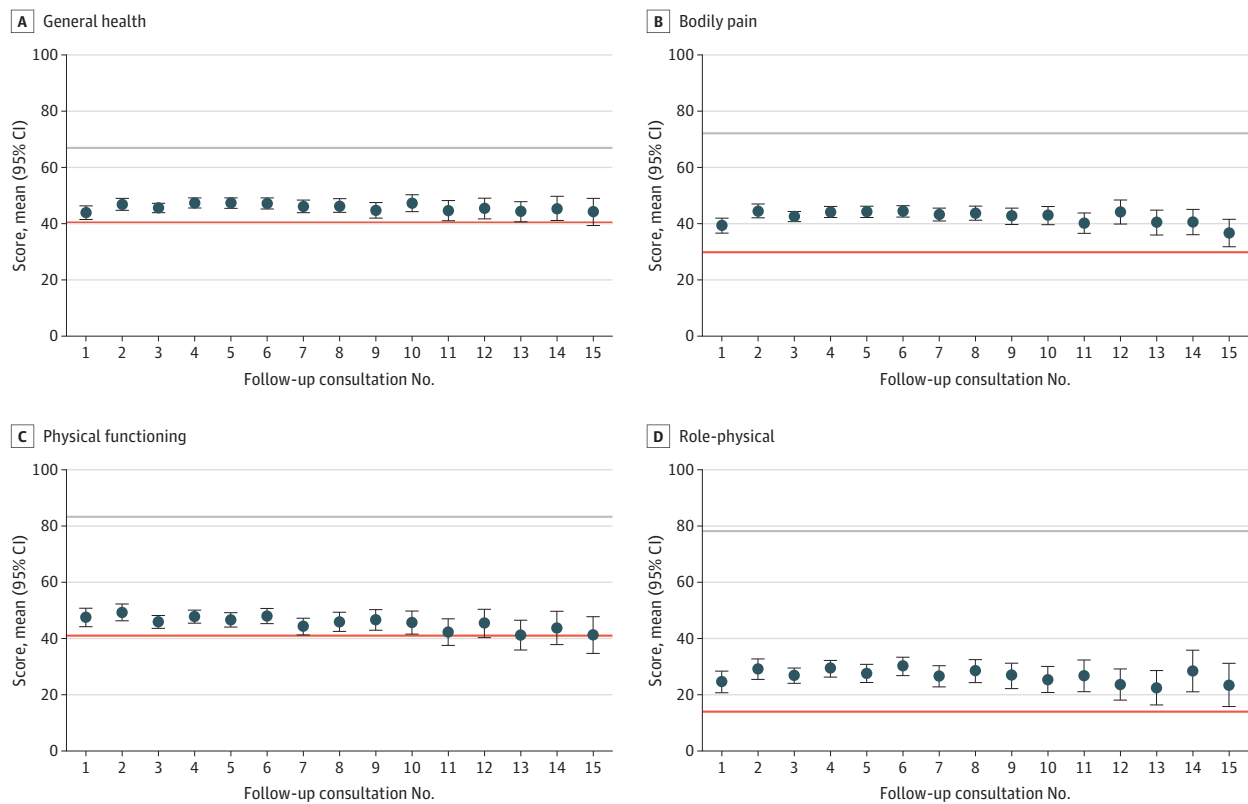 A General health
100
80
60
40
20
0
Score, mean (95% CI)
1 2 3 4 5 6 7 8 9 10 11 12 13 14 15
Follow-up consultation No.
B Bodily pain
100
80
60
40
20
0
Score, mean (95% CI)
1 2 3 4 5 6 7 8 9 10 11 12 13 14 15
Follow-up consultation No.
C Physical functioning
100
80
60
40
20
0
Score, mean (95% CI)
1 2 3 4 5 6 7 8 9 10 11 12 13 14 15
Follow-up consultation No.
D Role-physical
100
80
60
40
20
0
Score, mean (95% CI)
1 2 3 4 5 6 7 8 9 10 11 12 13 14 15
Follow-up consultation No.